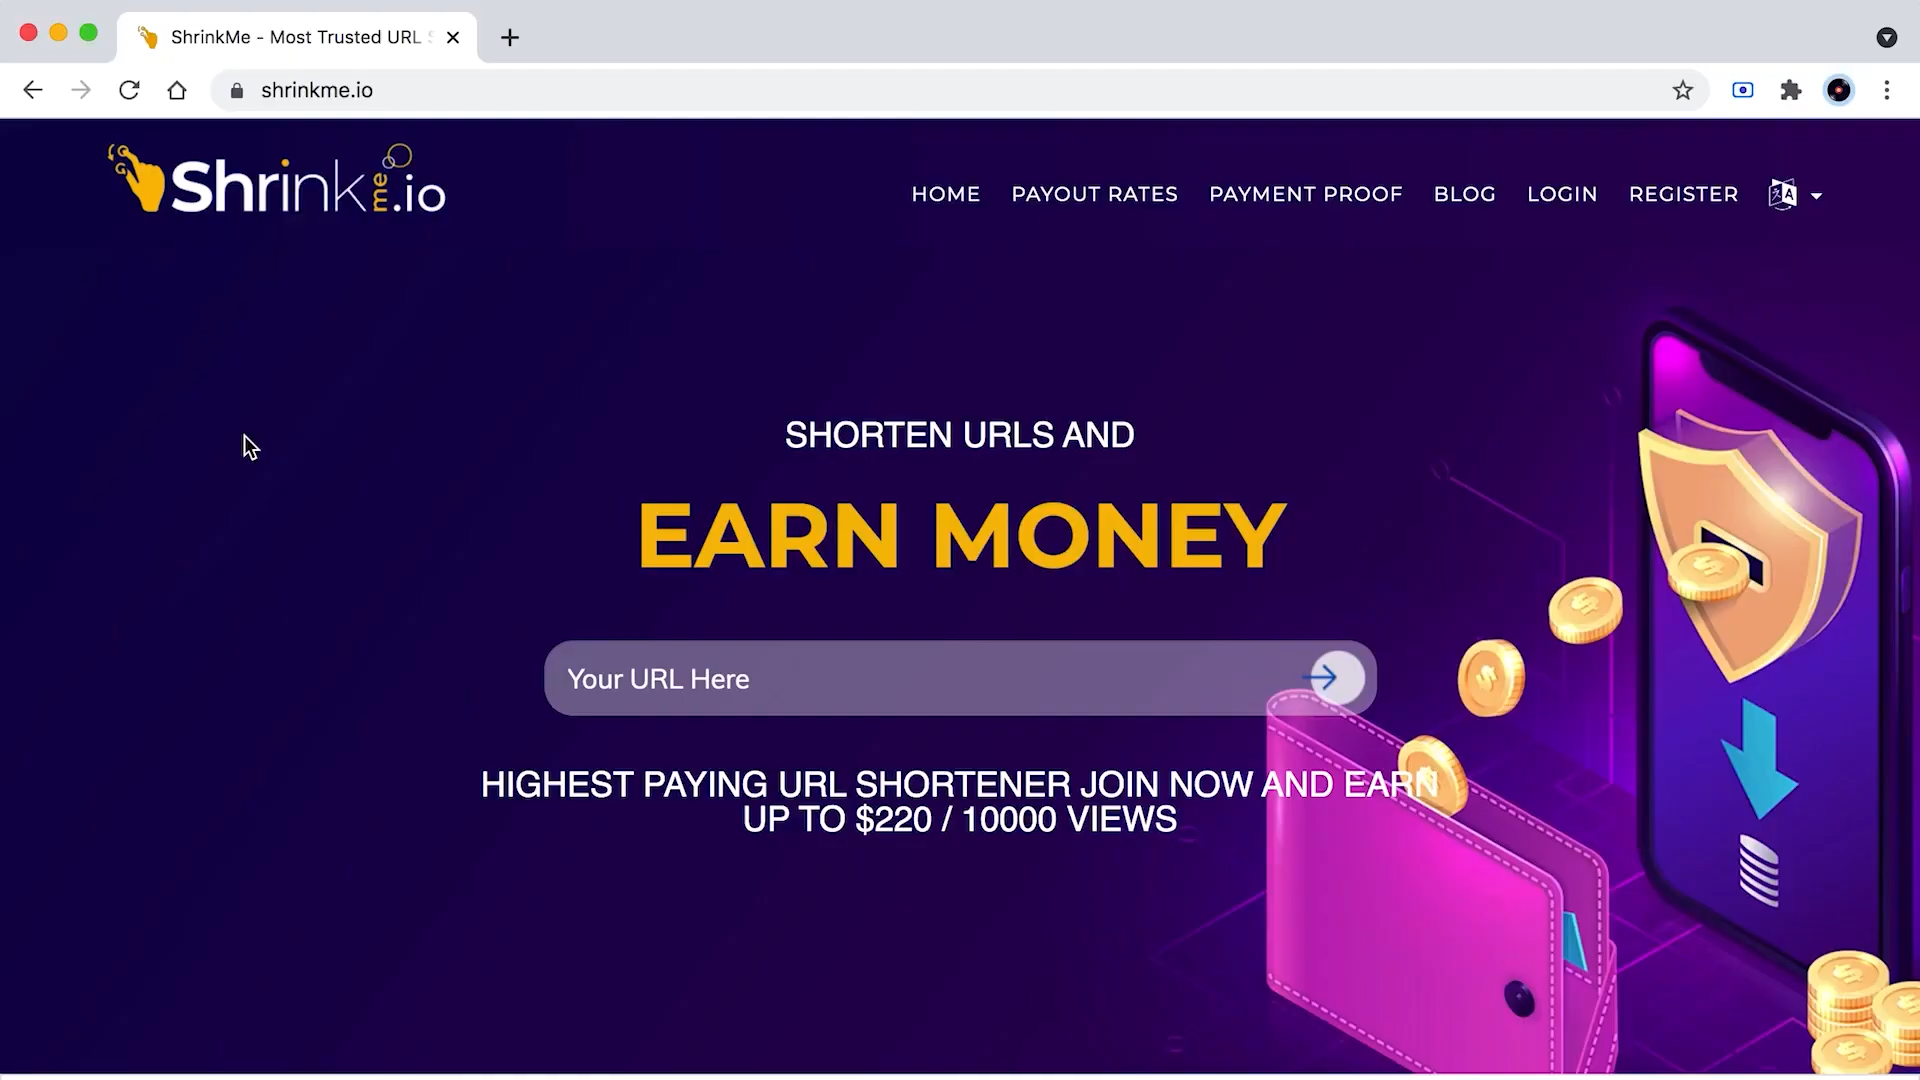 ShrinkMe - Most Trusted URL S
shrinkme.io
Shrinkme.io
HOME PAYOUT RATES PAYMENT PROOF BLOG LOGIN REGISTER
SHORTEN URLS AND
EARN MONEY
Your URL Here
HIGHEST PAYING URL SHORTENER JOIN NOW AND EARN
UP TO $220 / 10000 VIEWS